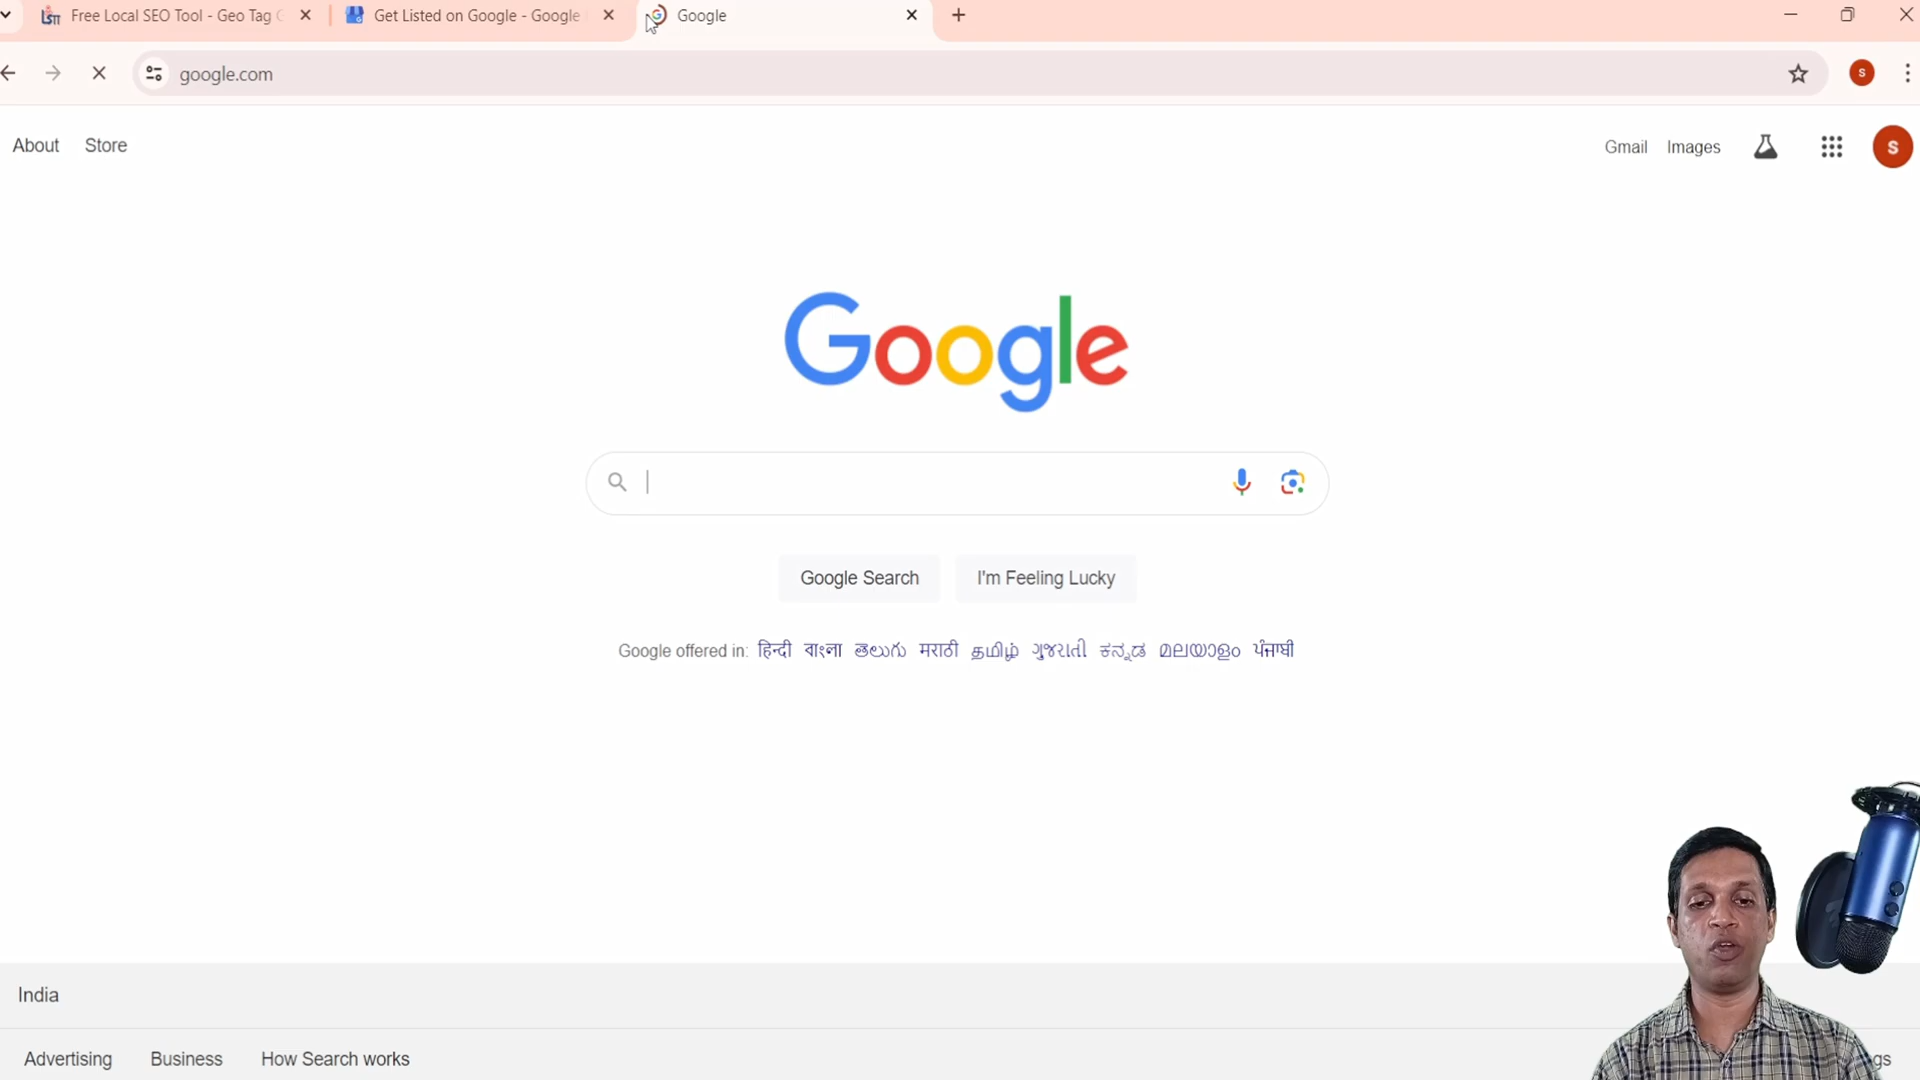 Free Local SEO Tool - Geo Tag
Get Listed on Google - Google
Google
google.com
S
About Store
Gmail Images
S
Google
Google Search I'm Feeling Lucky
Google offered in: हिन्दी বাংলা తెలుగు मराठी தமிழ் ગુજરાતી ಕನ್ನಡ മലയാളം ਪੰਜਾਬੀ
India
Advertising Business How Search works